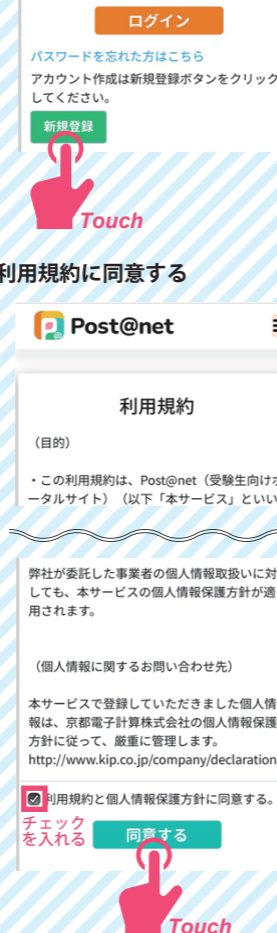 ログイン
パスワードを忘れた方はこちら
アカウント作成は新規登録ボタンをクリック
してください。
新規登録
Touch
利用規約に同意する
Post@net
利用規約
（目的）
・この利用規約は、Post@net（受験生向けポ
ータルサイト）（以下「本サービス」といい
弊社が委託した事業者の個人情報取扱いに対
しても、本サービスの個人情報保護方針が適
用されます。
（個人情報に関するお問い合わせ先）
本サービスで登録していただきました個人情
報は、京都電子計算株式会社の個人情報保護
方針に従って、厳重に管理します。
http://www.kip.co.jp/company/declaration
利用規約と個人情報保護方針に同意する。
チェック
を入れる
同意する
Touch